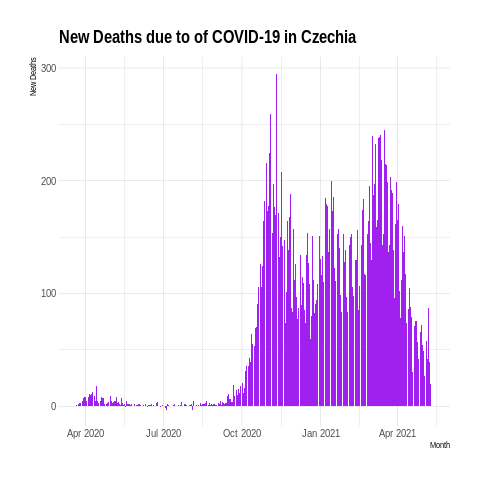 New Deaths due to of COVID-19 in Czechia
New Deaths
300
200
100
0
Apr 2020 Jul 2020 Oct 2020 Jan 2021 Apr 2021
Month